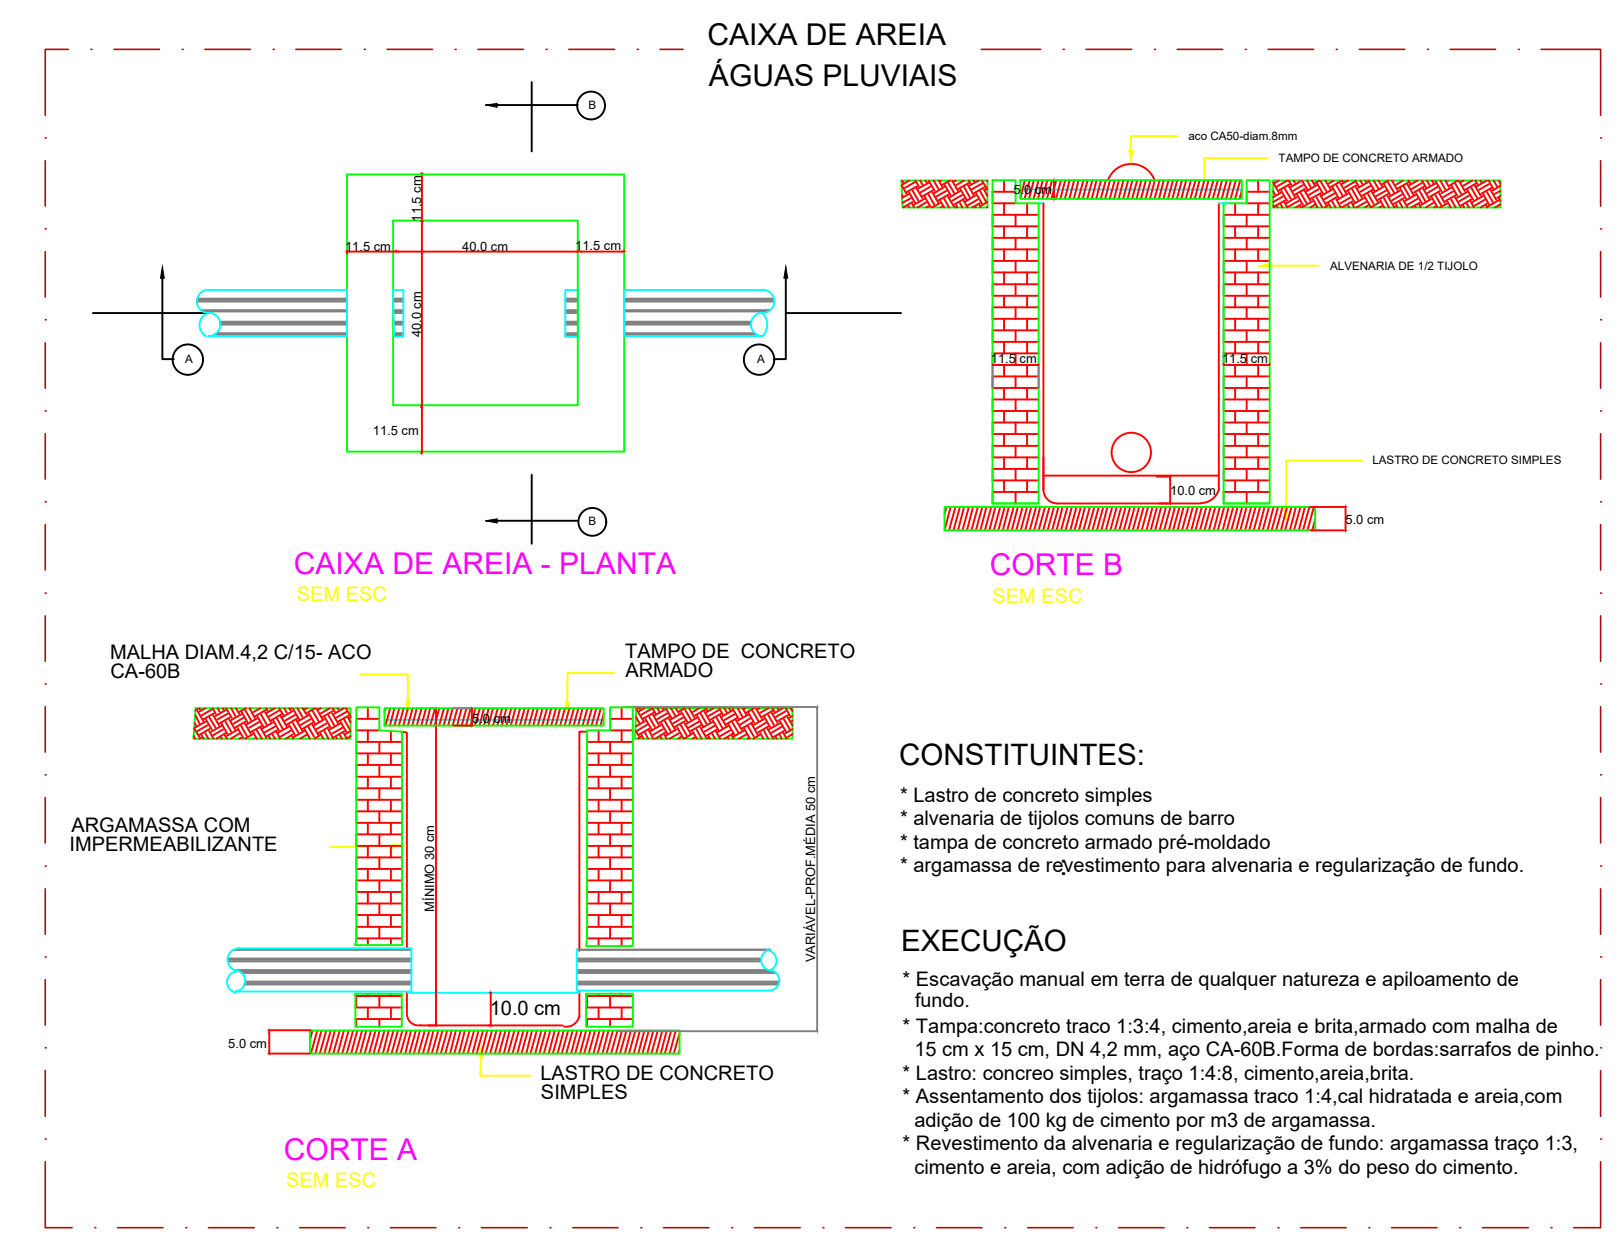 CAIXA DE AREIA
ÁGUAS PLUVIAIS
B
11.5 cm
11.5 cm
40.0 cm
11.5 cm
40.0 cm
A
A
11.5 cm
B
CAIXA DE AREIA - PLANTA
SEM ESC
aco CA50-diam.8mm
TAMPO DE CONCRETO ARMADO
5.0 cm
ALVENARIA DE 1/2 TIJOLO
11.5 cm
11.5 cm
LASTRO DE CONCRETO SIMPLES
10.0 cm
5.0 cm
CORTE B
SEM ESC
MALHA DIAM.4,2 C/15- ACO
CA-60B
TAMPO DE CONCRETO
ARMADO
5.0 cm
ARGAMASSA COM
IMPERMEABILIZANTE
MÍNIMO 30 cm
VARIÁVEL-PROF.MÉDIA 50 cm
10.0 cm
5.0 cm
LASTRO DE CONCRETO
SIMPLES
CORTE A
SEM ESC
CONSTITUINTES:
* Lastro de concreto simples
* alvenaria de tijolos comuns de barro
* tampa de concreto armado pré-moldado
* argamassa de revestimento para alvenaria e regularização de fundo.
EXECUÇÃO
* Escavação manual em terra de qualquer natureza e apiloamento de
fundo.
* Tampa:concreto traco 1:3:4, cimento,areia e brita,armado com malha de
15 cm x 15 cm, DN 4,2 mm, aço CA-60B.Forma de bordas:sarrafos de pinho.
* Lastro: concreo simples, traço 1:4:8, cimento,areia,brita.
* Assentamento dos tijolos: argamassa traco 1:4,cal hidratada e areia,com
adição de 100 kg de cimento por m3 de argamassa.
* Revestimento da alvenaria e regularização de fundo: argamassa traço 1:3,
cimento e areia, com adição de hidrófugo a 3% do peso do cimento.